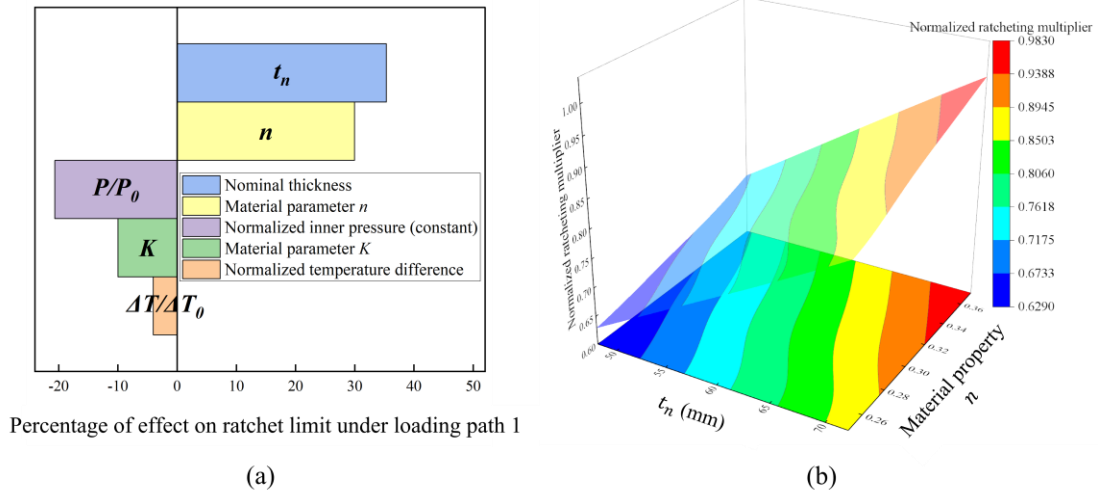 t_n
n
P/P_0
K
ΔT/ΔT_0
Nominal thickness
Material parameter n
Normalized inner pressure (constant)
Material parameter K
Normalized temperature difference
-20 -10 0 10 20 30 40 50
Percentage of effect on ratchet limit under loading path 1
(a)
Normalized ratcheting multiplier
0.9830
0.9388
0.8945
0.8503
0.8060
0.7618
0.7175
0.6733
0.6290
Normalized ratcheting multiplier
1.00
0.95
0.90
0.85
0.80
0.75
0.70
0.65
0.60
50 55 60 65 70
t_n (mm)
0.36
0.34
0.32
0.30
0.28
0.26
Material property
n
(b)